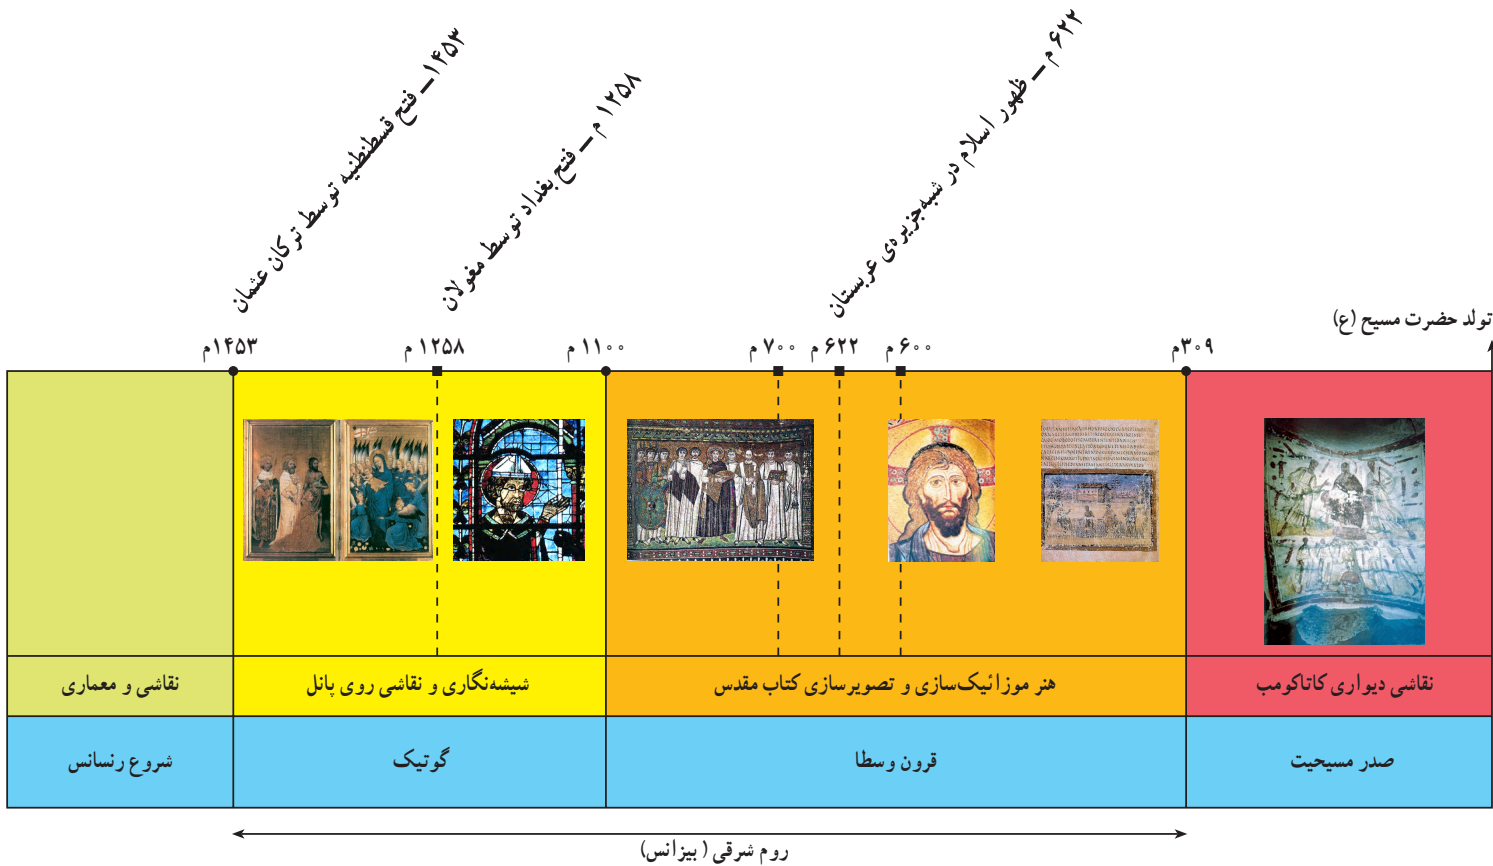 ۱۴۵۳ــ فتح قسطنطنیه توسط ترکان عثمان
۱۲۵۸ م ــ فتح بغداد توسط مغولان
۶۲۲ م ــ ظهور اسلام در شبه‌جزیره‌ی عربستان
تولد حضرت مسیح (ع)
۳۰۹م
۶۰۰ م
۶۲۲ م
۷۰۰ م
۱۱۰۰ م
۱۲۵۸ م
۱۴۵۳م
نقاشی دیواری کاتاکومب
هنر موزائیک‌سازی و تصویرسازی کتاب مقدس
شیشه‌نگاری و نقاشی روی پانل
نقاشی و معماری
صدر مسیحیت
قرون وسطا
گوتیک
شروع رنسانس
روم شرقی ( بیزانس)